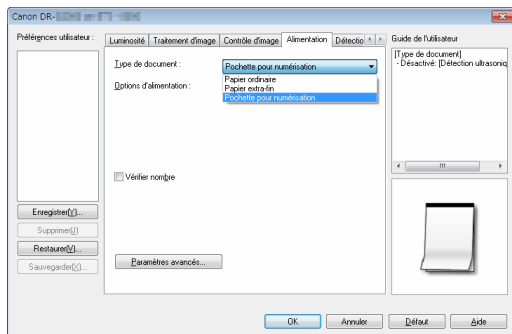 Canon DR-
Préférences utilisateur :
Luminosité Traitement d'image Contrôle d'image Alimentation Détectio
Guide de l'utilisateur
[Type de document]
- Désactivé: [Détection ultrasoniq
Type de document :
Pochette pour numérisation
Papier ordinaire
Papier extra-fin
Pochette pour numérisation
Options d'alimentation :
Vérifier nombre
Enregistrer(Y)...
Supprimer(J)
Restaurer(V)...
Sauvegarder(X)...
Paramètres avancés...
OK Annuler Défaut Aide